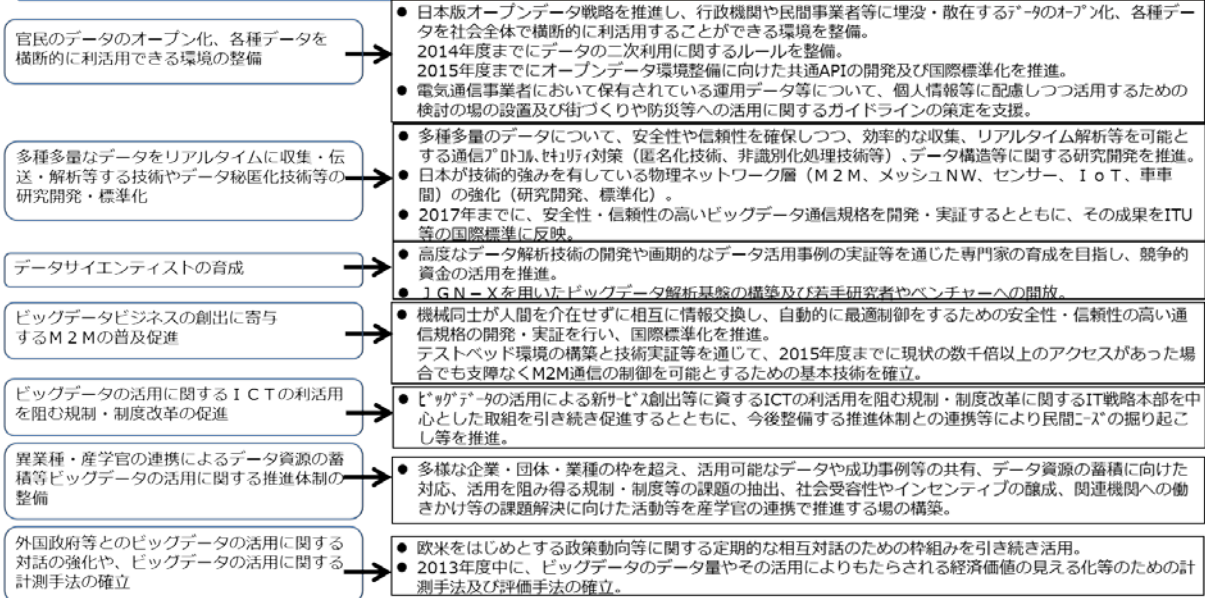 官民のデータのオープン化、各種データを
横断的に利活用できる環境の整備
● 日本版オープンデータ戦略を推進し、行政機関や民間事業者等に埋没・散在するﾃﾞｰﾀのｵｰﾌﾟﾝ化、各種デー
タを社会全体で横断的に利活用することができる環境を整備。
2014年度までにデータの二次利用に関するルールを整備。
2015年度までにオープンデータ環境整備に向けた共通APIの開発及び国際標準化を推進。
● 電気通信事業者において保有されている運用データ等について、個人情報等に配慮しつつ活用するための
検討の場の設置及び街づくりや防災等への活用に関するガイドラインの策定を支援。
多種多量なデータをリアルタイムに収集・伝
送・解析等する技術やデータ秘匿化技術等の
研究開発・標準化
● 多種多量のデータについて、安全性や信頼性を確保しつつ、効率的な収集、リアルタイム解析等を可能と
する通信ﾌﾟﾛﾄｺﾙ、ｾｷｭﾘﾃｨ対策（匿名化技術、非識別化処理技術等）、データ構造等に関する研究開発を推進。
● 日本が技術的強みを有している物理ネットワーク層（Ｍ２Ｍ、メッシュＮＷ、センサー、ＩｏＴ、車車
間）の強化（研究開発、標準化）。
● 2017年までに、安全性・信頼性の高いビッグデータ通信規格を開発・実証するとともに、その成果をITU
等の国際標準に反映。
データサイエンティストの育成
● 高度なデータ解析技術の開発や画期的なデータ活用事例の実証等を通じた専門家の育成を目指し、競争的
資金の活用を推進。
● ＪＧＮ－Ｘを用いたビッグデータ解析基盤の構築及び若手研究者やベンチャーへの開放。
ビッグデータビジネスの創出に寄与
するＭ２Ｍの普及促進
● 機械同士が人間を介在せずに相互に情報交換し、自動的に最適制御をするための安全性・信頼性の高い通
信規格の開発・実証を行い、国際標準化を推進。
テストベッド環境の構築と技術実証等を通じて、2015年度までに現状の数千倍以上のアクセスがあった場
合でも支障なくM2M通信の制御を可能とするための基本技術を確立。
ビッグデータの活用に関するＩＣＴの利活用
を阻む規制・制度改革の促進
● ﾋﾞｯｸﾞﾃﾞｰﾀの活用による新ｻｰﾋﾞｽ創出等に資するICTの利活用を阻む規制・制度改革に関するIT戦略本部を中
心とした取組を引き続き促進するとともに、今後整備する推進体制との連携等により民間ﾆｰｽﾞの掘り起こ
し等を推進。
異業種・産学官の連携によるデータ資源の蓄
積等ビッグデータの活用に関する推進体制の
整備
● 多様な企業・団体・業種の枠を超え、活用可能なデータや成功事例等の共有、データ資源の蓄積に向けた
対応、活用を阻み得る規制・制度等の課題の抽出、社会受容性やインセンティブの醸成、関連機関への働
きかけ等の課題解決に向けた活動等を産学官の連携で推進する場の構築。
外国政府等とのビッグデータの活用に関する
対話の強化や、ビッグデータの活用に関する
計測手法の確立
● 欧米をはじめとする政策動向等に関する定期的な相互対話のための枠組みを引き続き活用。
● 2013年度中に、ビッグデータのデータ量やその活用によりもたらされる経済価値の見える化等のための計
測手法及び評価手法の確立。